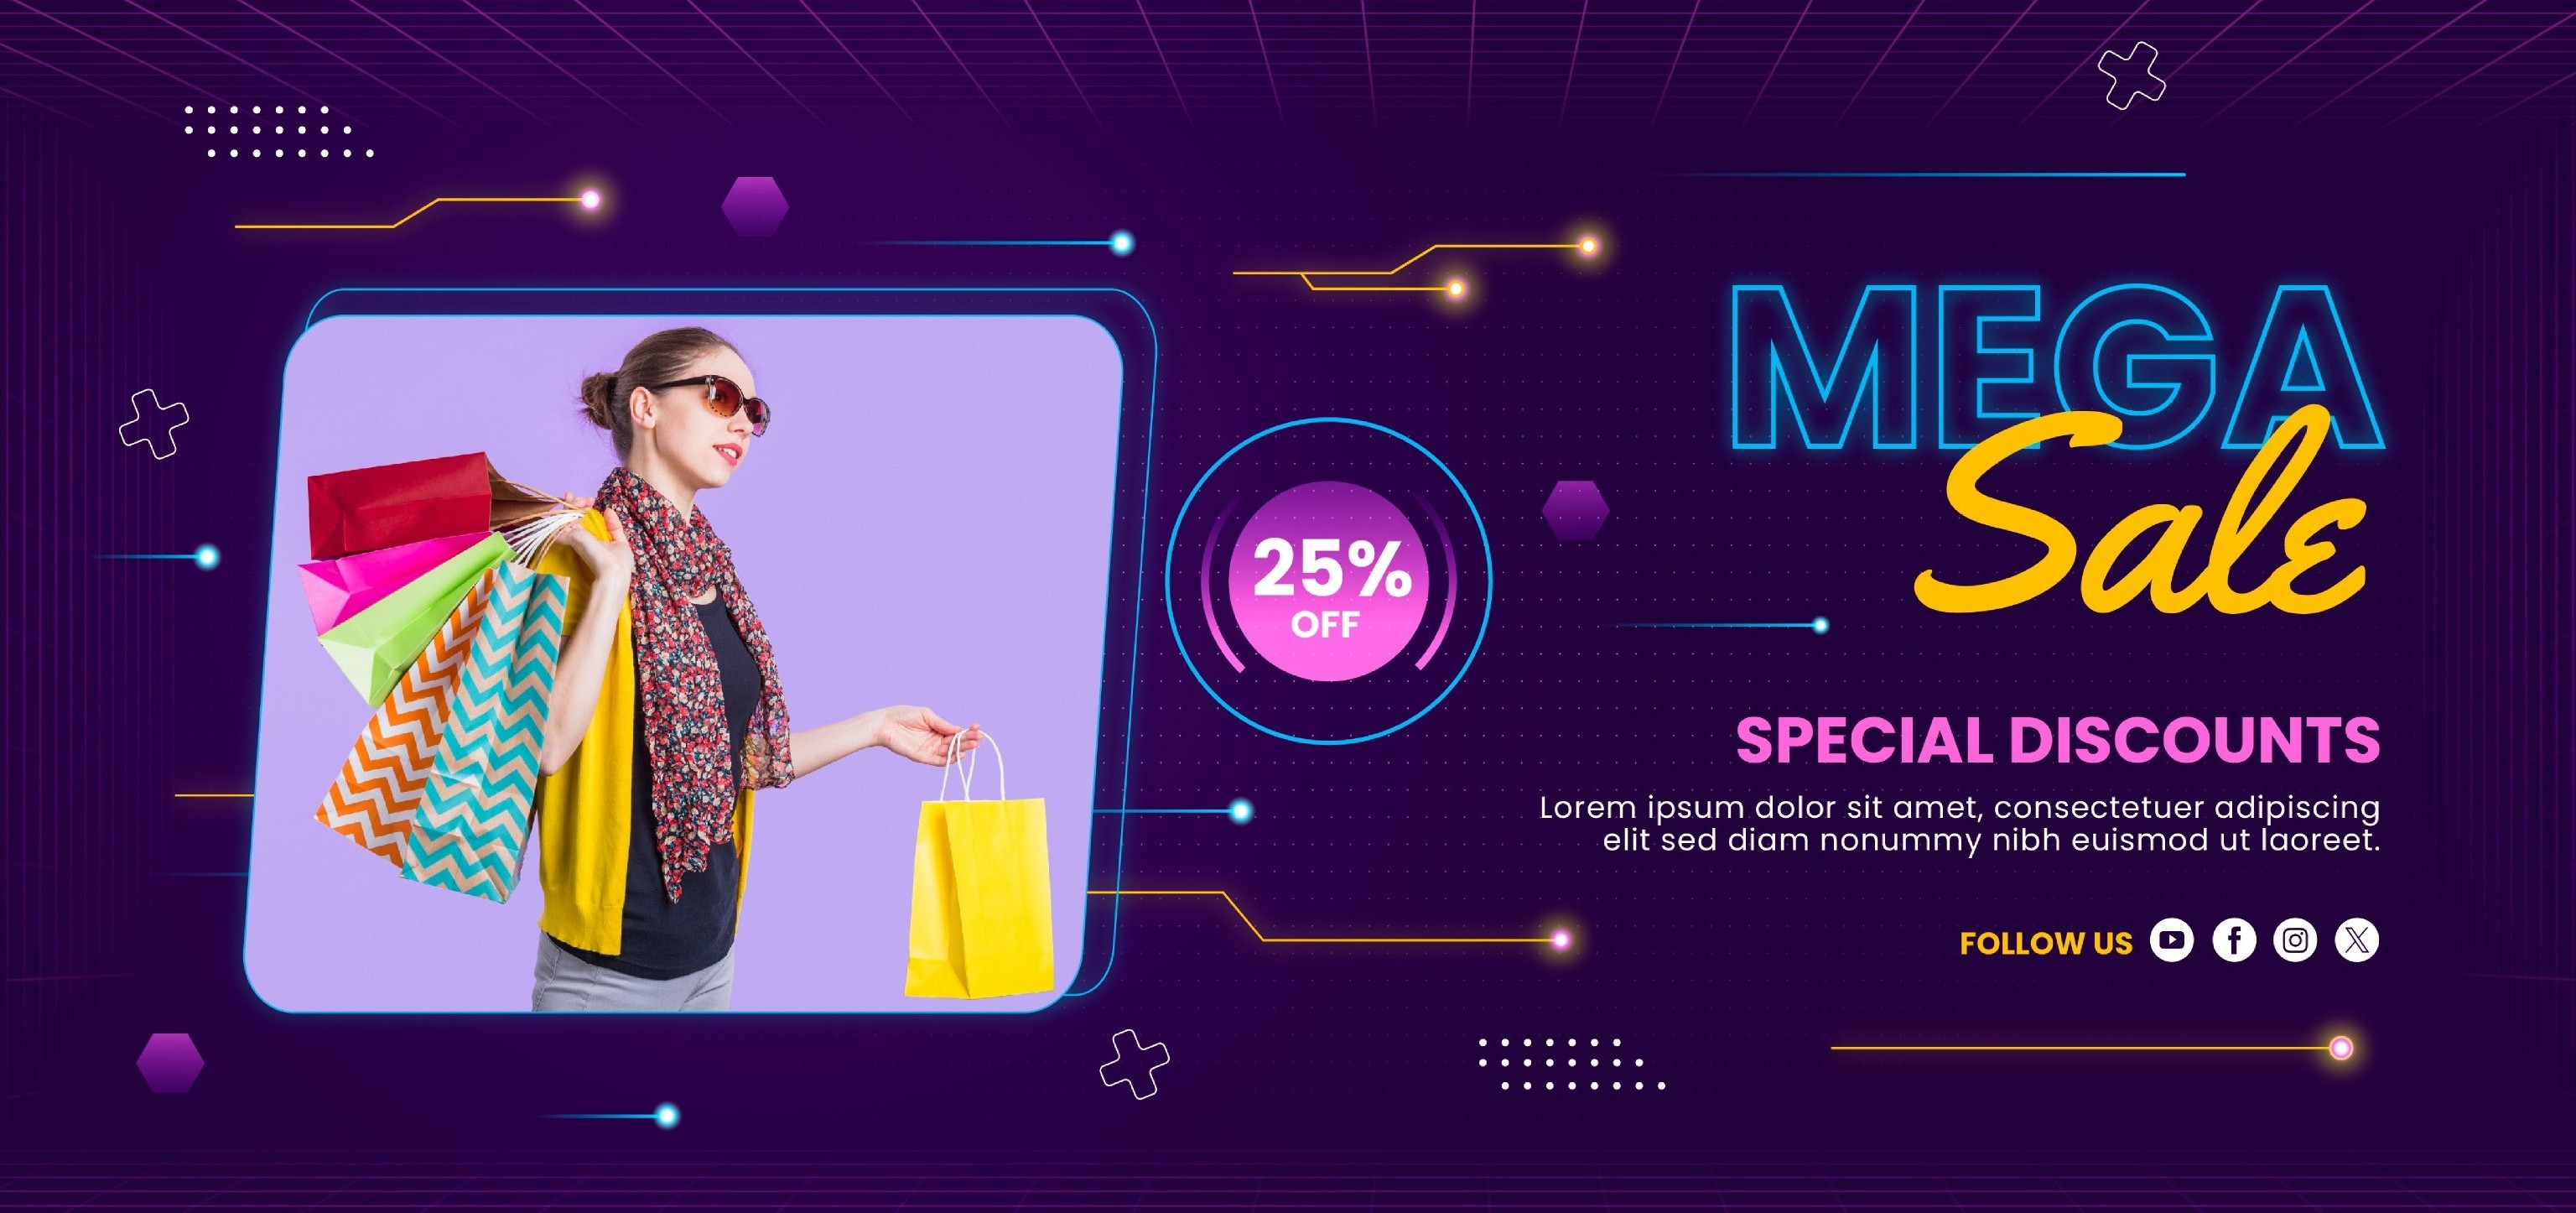 MEGA
Sale
25%
OFF
SPECIAL DISCOUNTS
Lorem ipsum dolor sit amet, consectetuer adipiscing
elit sed diam nonummy nibh euismod ut laoreet.
FOLLOW US